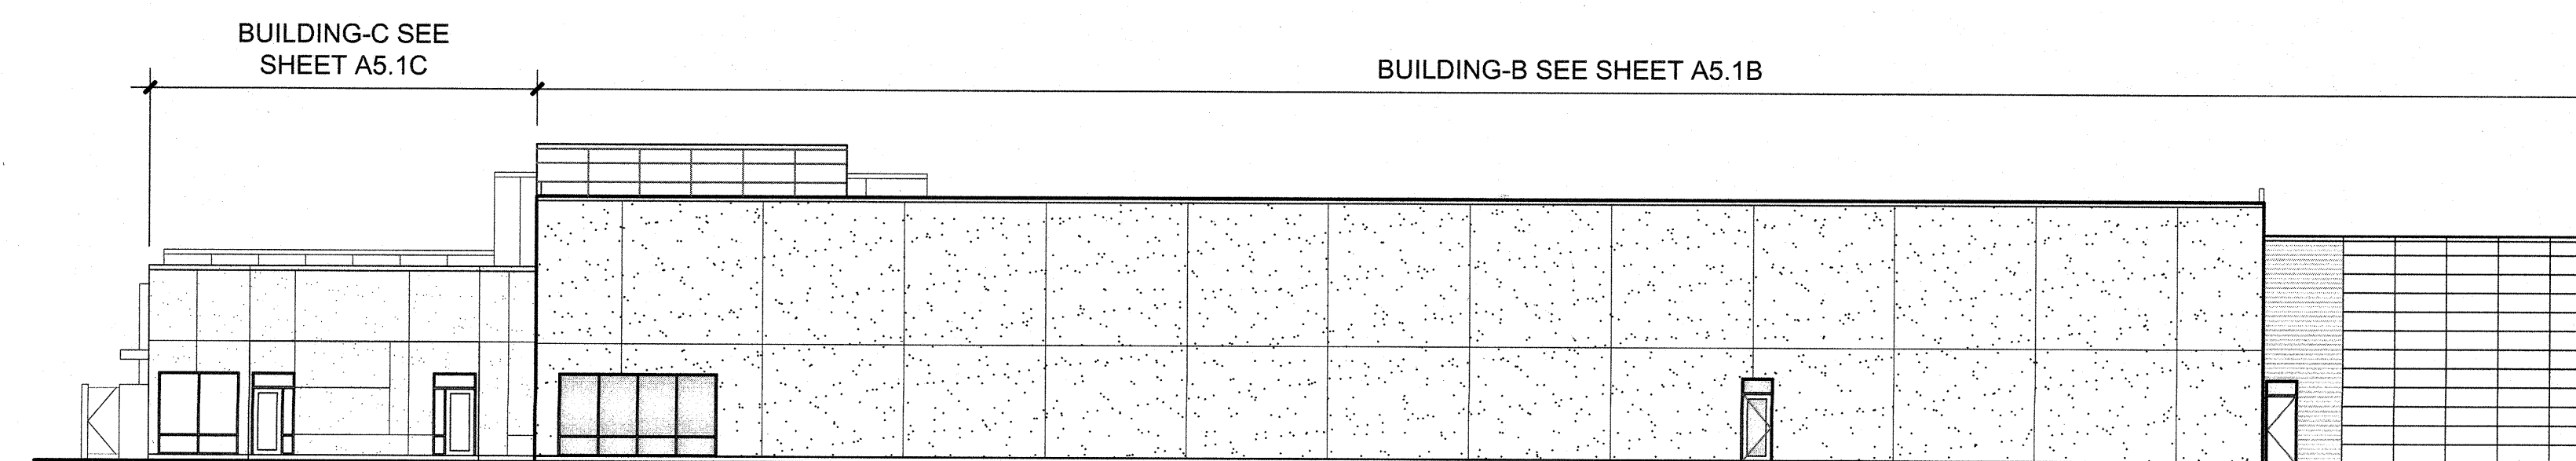 BUILDING-C SEE
SHEET A5.1C
BUILDING-B SEE SHEET A5.1B